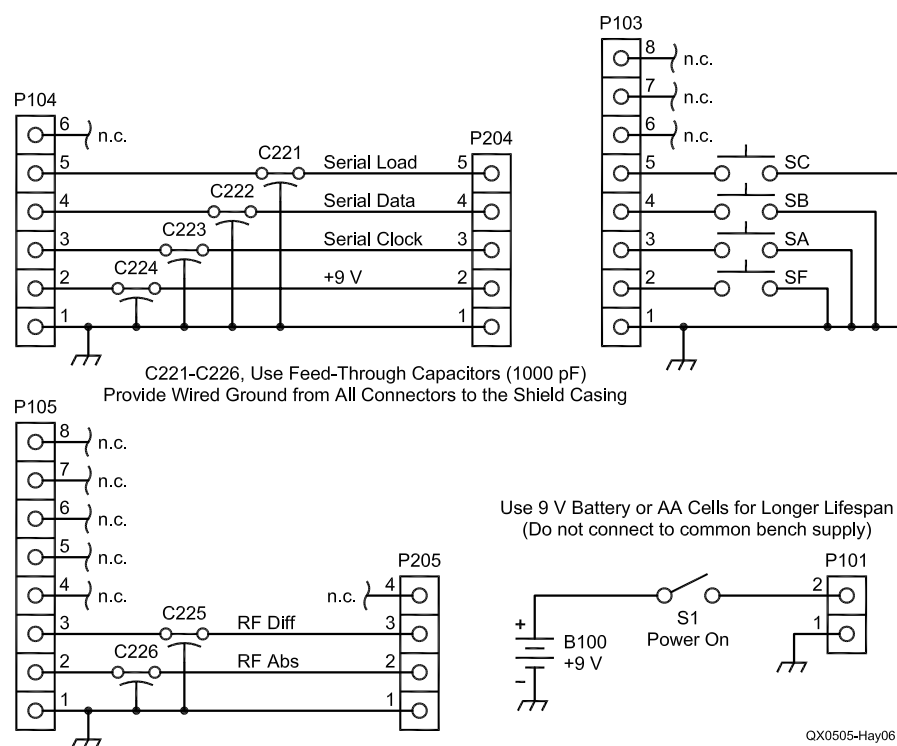 P103
8 n.c.
7 n.c.
6 n.c.
5 SC
4 SB
3 SA
2 SF
1
P104
P204
6 n.c.
5 C221 Serial Load 5
4 C222 Serial Data 4
3 C223 Serial Clock 3
2 C224 +9 V 2
1 1
C221-C226, Use Feed-Through Capacitors (1000 pF)
Provide Wired Ground from All Connectors to the Shield Casing
P105
8 n.c.
7 n.c.
6 n.c.
5 n.c.
P205
4 n.c. n.c. 4
3 C225 RF Diff 3
2 C226 RF Abs 2
1 1
Use 9 V Battery or AA Cells for Longer Lifespan
(Do not connect to common bench supply)
P101
2
1
S1
Power On
+
B100
+9 V
–
QX0505-Hay06